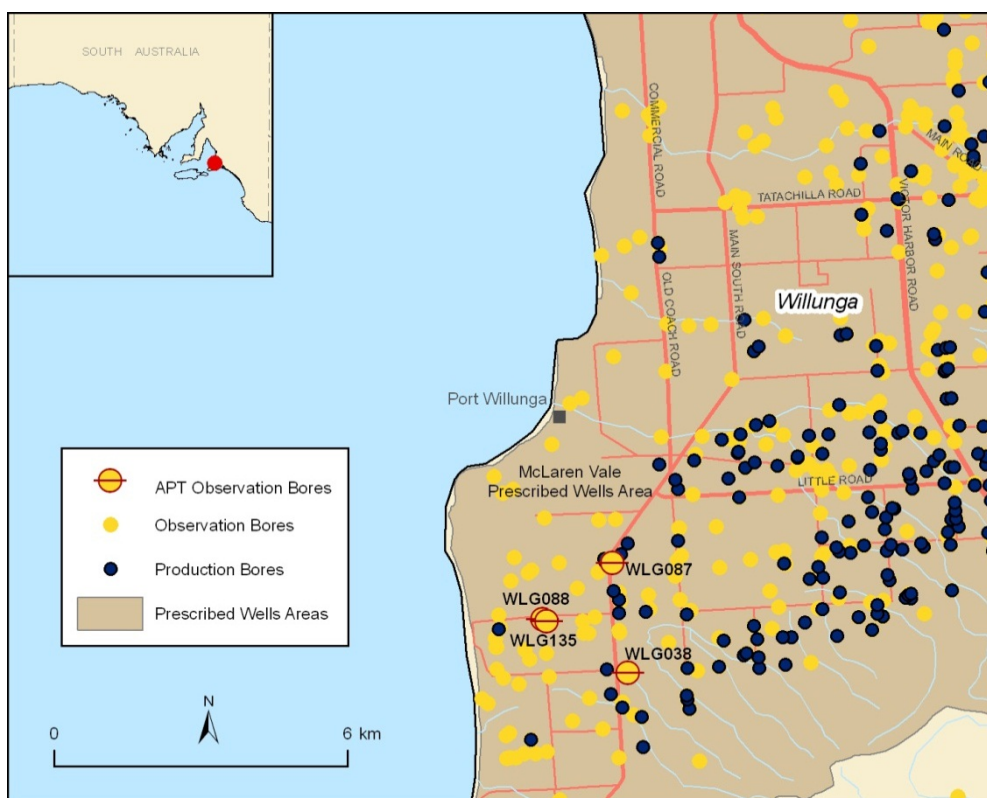 SOUTH AUSTRALIA
COMMERCIAL ROAD
MAIN ROAD
TATACHILLA ROAD
VICTOR HARBOR ROAD
MAIN SOUTH ROAD
OLD COACH ROAD
Willunga
Port Willunga
McLaren Vale
Prescribed Wells Area
LITTLE ROAD
APT Observation Bores
Observation Bores
Production Bores
Prescribed Wells Areas
WLG087
WLG088
WLG135
WLG038
N
0 6 km